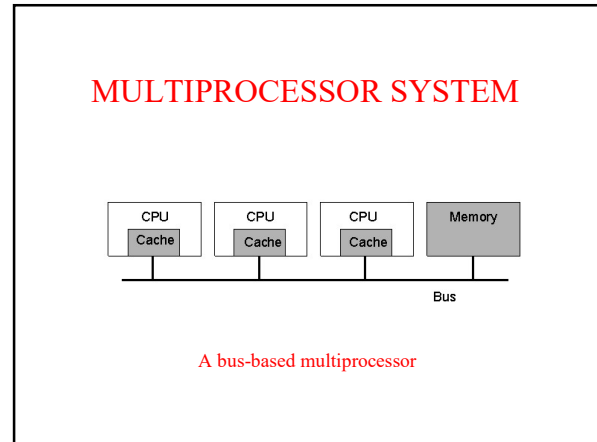 MULTIPROCESSOR SYSTEM
CPU CPU CPU Memory
Cache Cache Cache
Bus
A bus-based multiprocessor